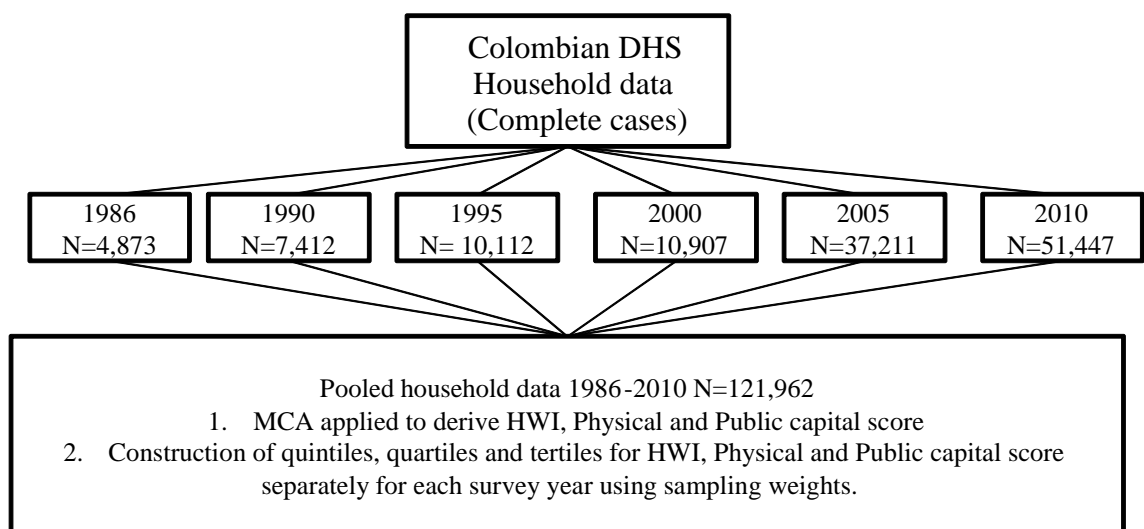 Colombian DHS
Household data
(Complete cases)
1986
N=4,873
1990
N=7,412
1995
N= 10,112
2000
N=10,907
2005
N=37,211
2010
N=51,447
Pooled household data 1986-2010 N=121,962
1. MCA applied to derive HWI, Physical and Public capital score
2. Construction of quintiles, quartiles and tertiles for HWI, Physical and Public capital score
separately for each survey year using sampling weights.